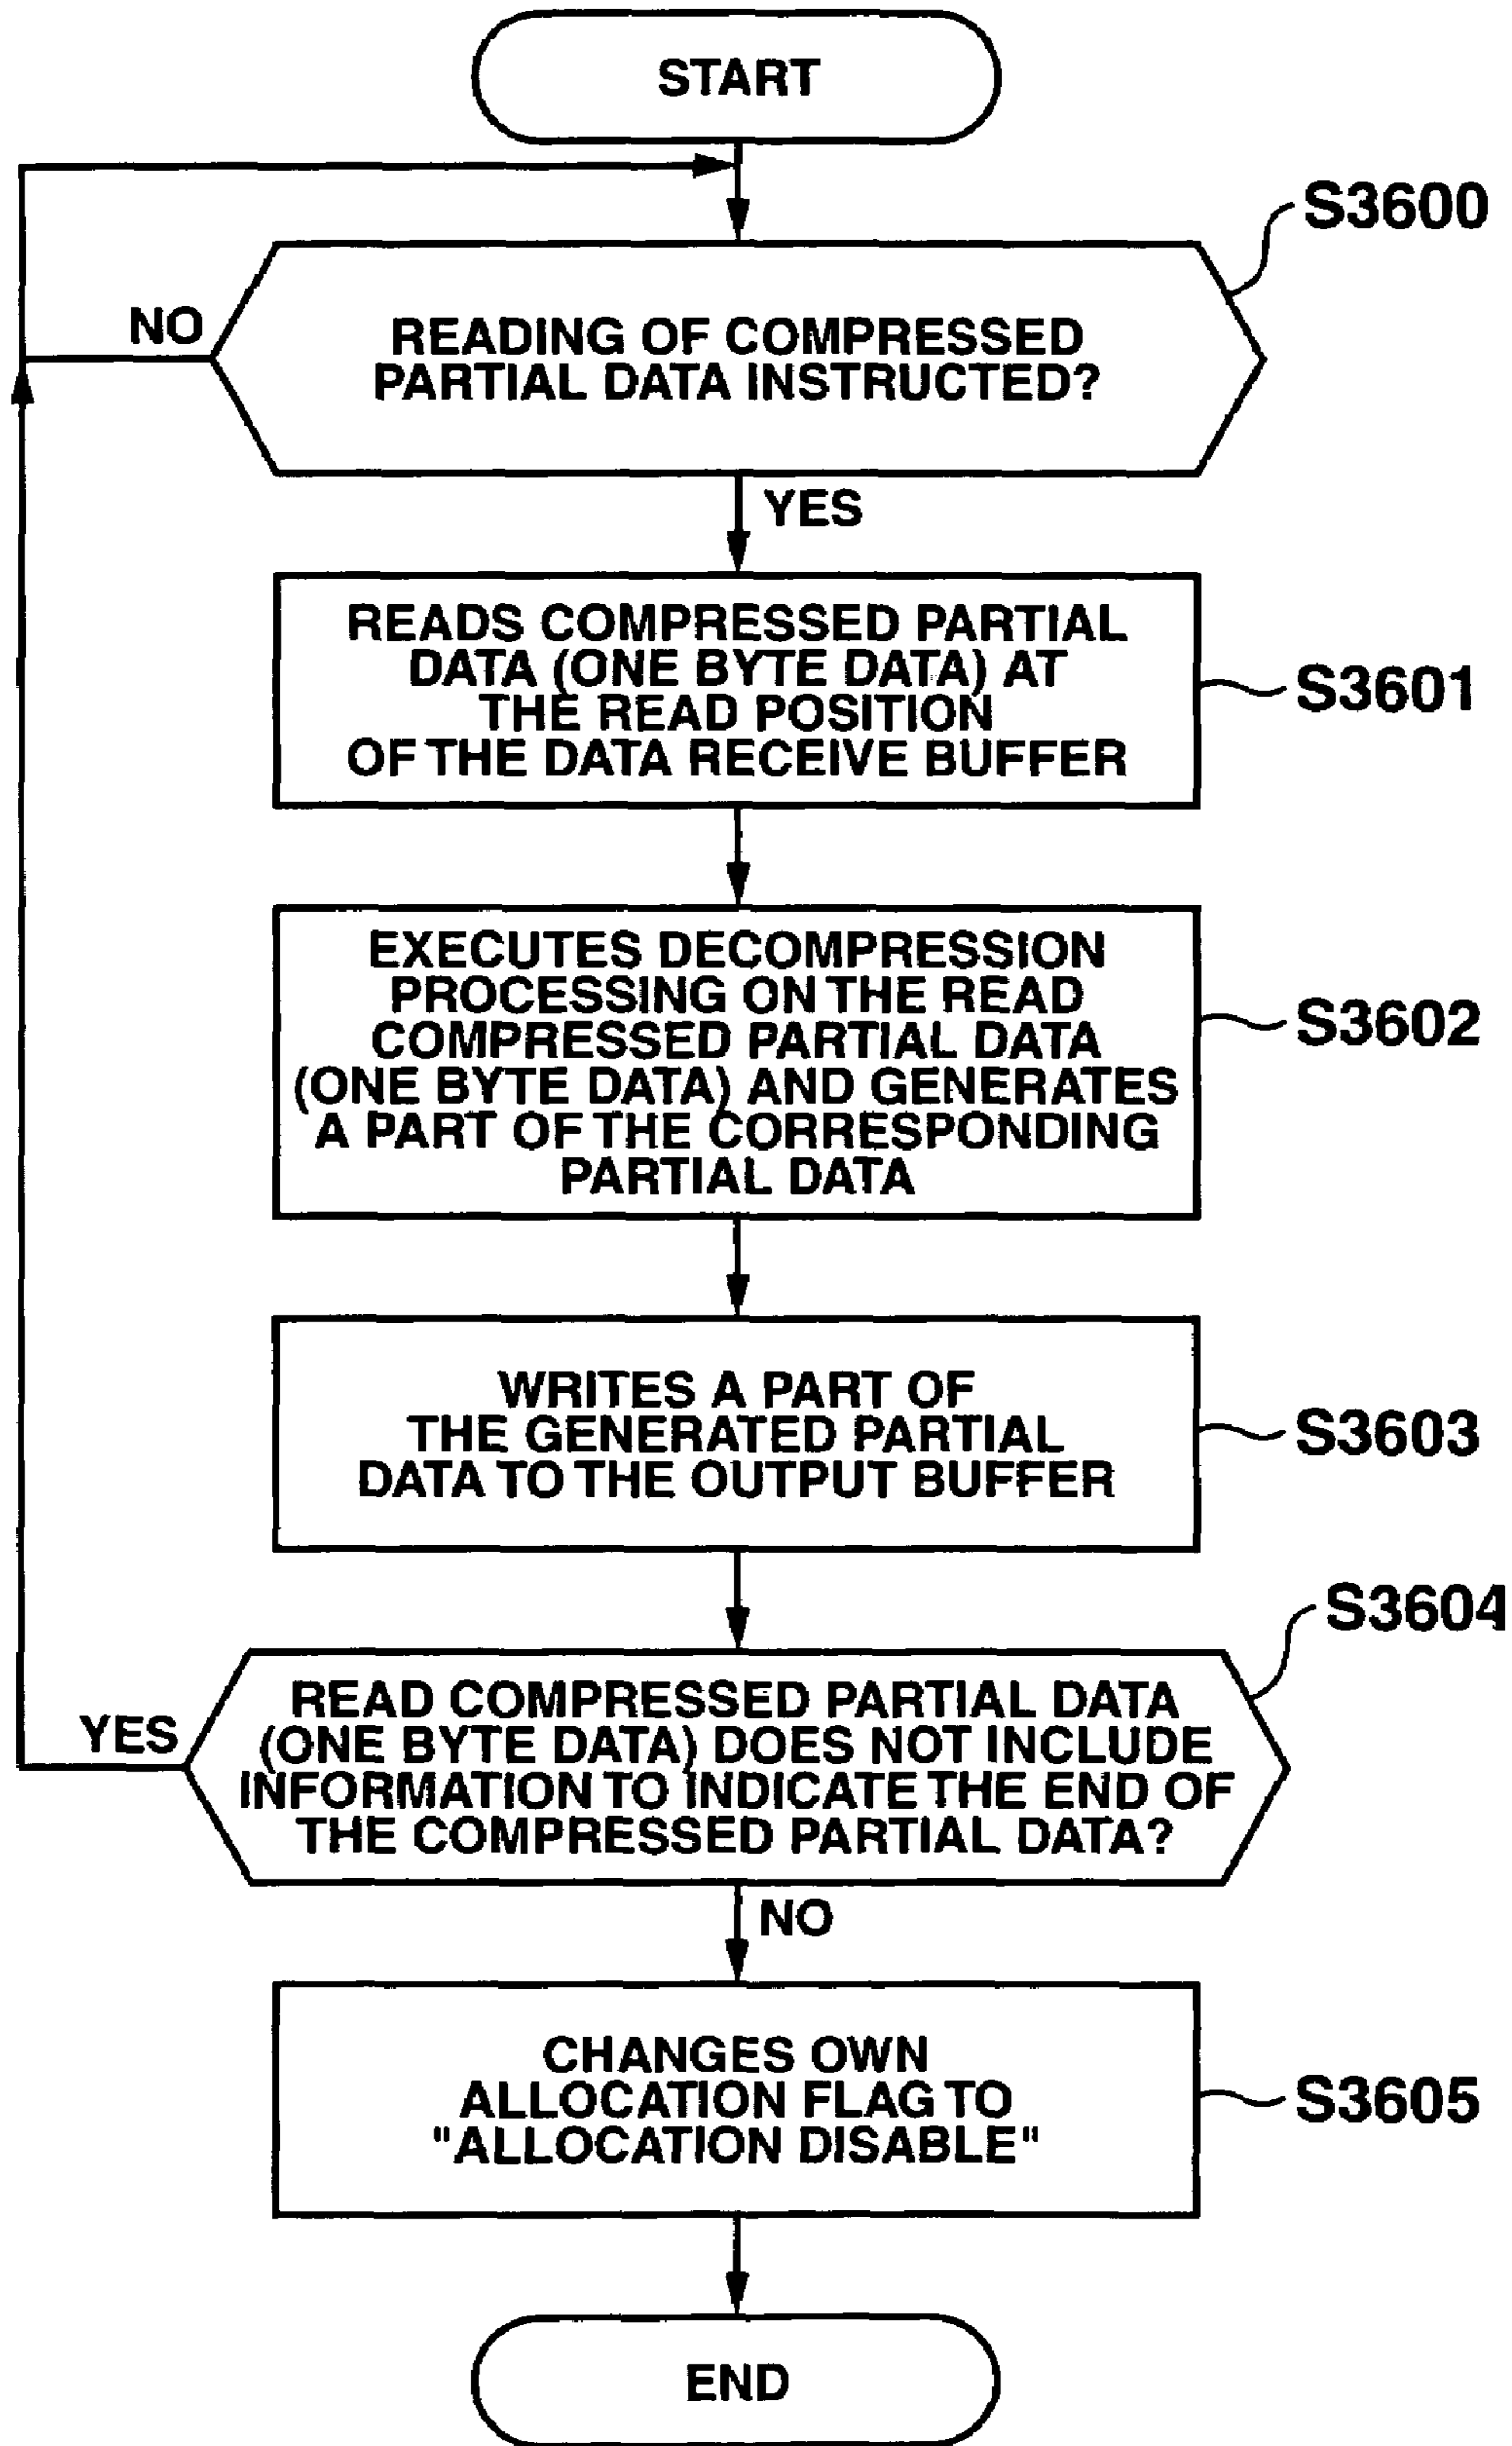 START
S3600
NO
READING OF COMPRESSED
PARTIAL DATA INSTRUCTED?
YES
READS COMPRESSED PARTIAL
DATA (ONE BYTE DATA) AT
THE READ POSITION
OF THE DATA RECEIVE BUFFER
S3601
EXECUTES DECOMPRESSION
PROCESSING ON THE READ
COMPRESSED PARTIAL DATA
(ONE BYTE DATA) AND GENERATES
A PART OF THE CORRESPONDING
PARTIAL DATA
S3602
WRITES A PART OF
THE GENERATED PARTIAL
DATA TO THE OUTPUT BUFFER
S3603
S3604
YES
READ COMPRESSED PARTIAL DATA
(ONE BYTE DATA) DOES NOT INCLUDE
INFORMATION TO INDICATE THE END OF
THE COMPRESSED PARTIAL DATA?
NO
CHANGES OWN
ALLOCATION FLAG TO
"ALLOCATION DISABLE"
S3605
END